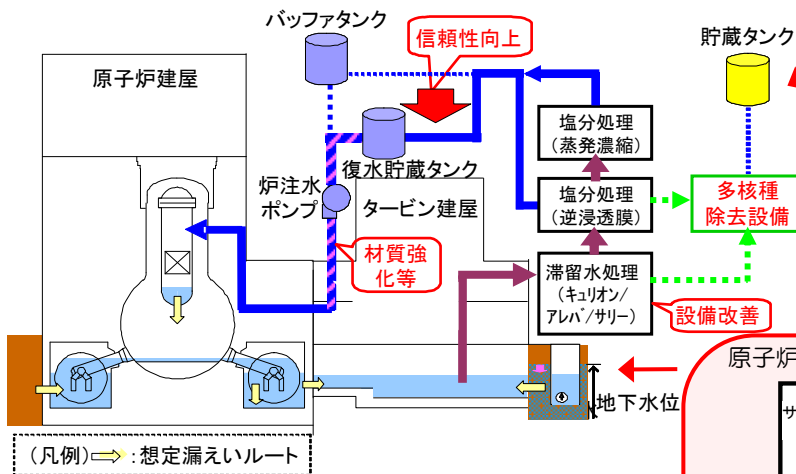 バッファタンク
信頼性向上
貯蔵タンク
原子炉建屋
塩分処理
(蒸発濃縮)
復水貯蔵タンク
炉注水
ポンプ
タービン建屋
塩分処理
(逆浸透膜)
多核種
除去設備
材質強
化等
滞留水処理
(キュリオン/
アレバ/サリー)
設備改善
原子炉
サ
地下水位
(凡例) :想定漏えいルート